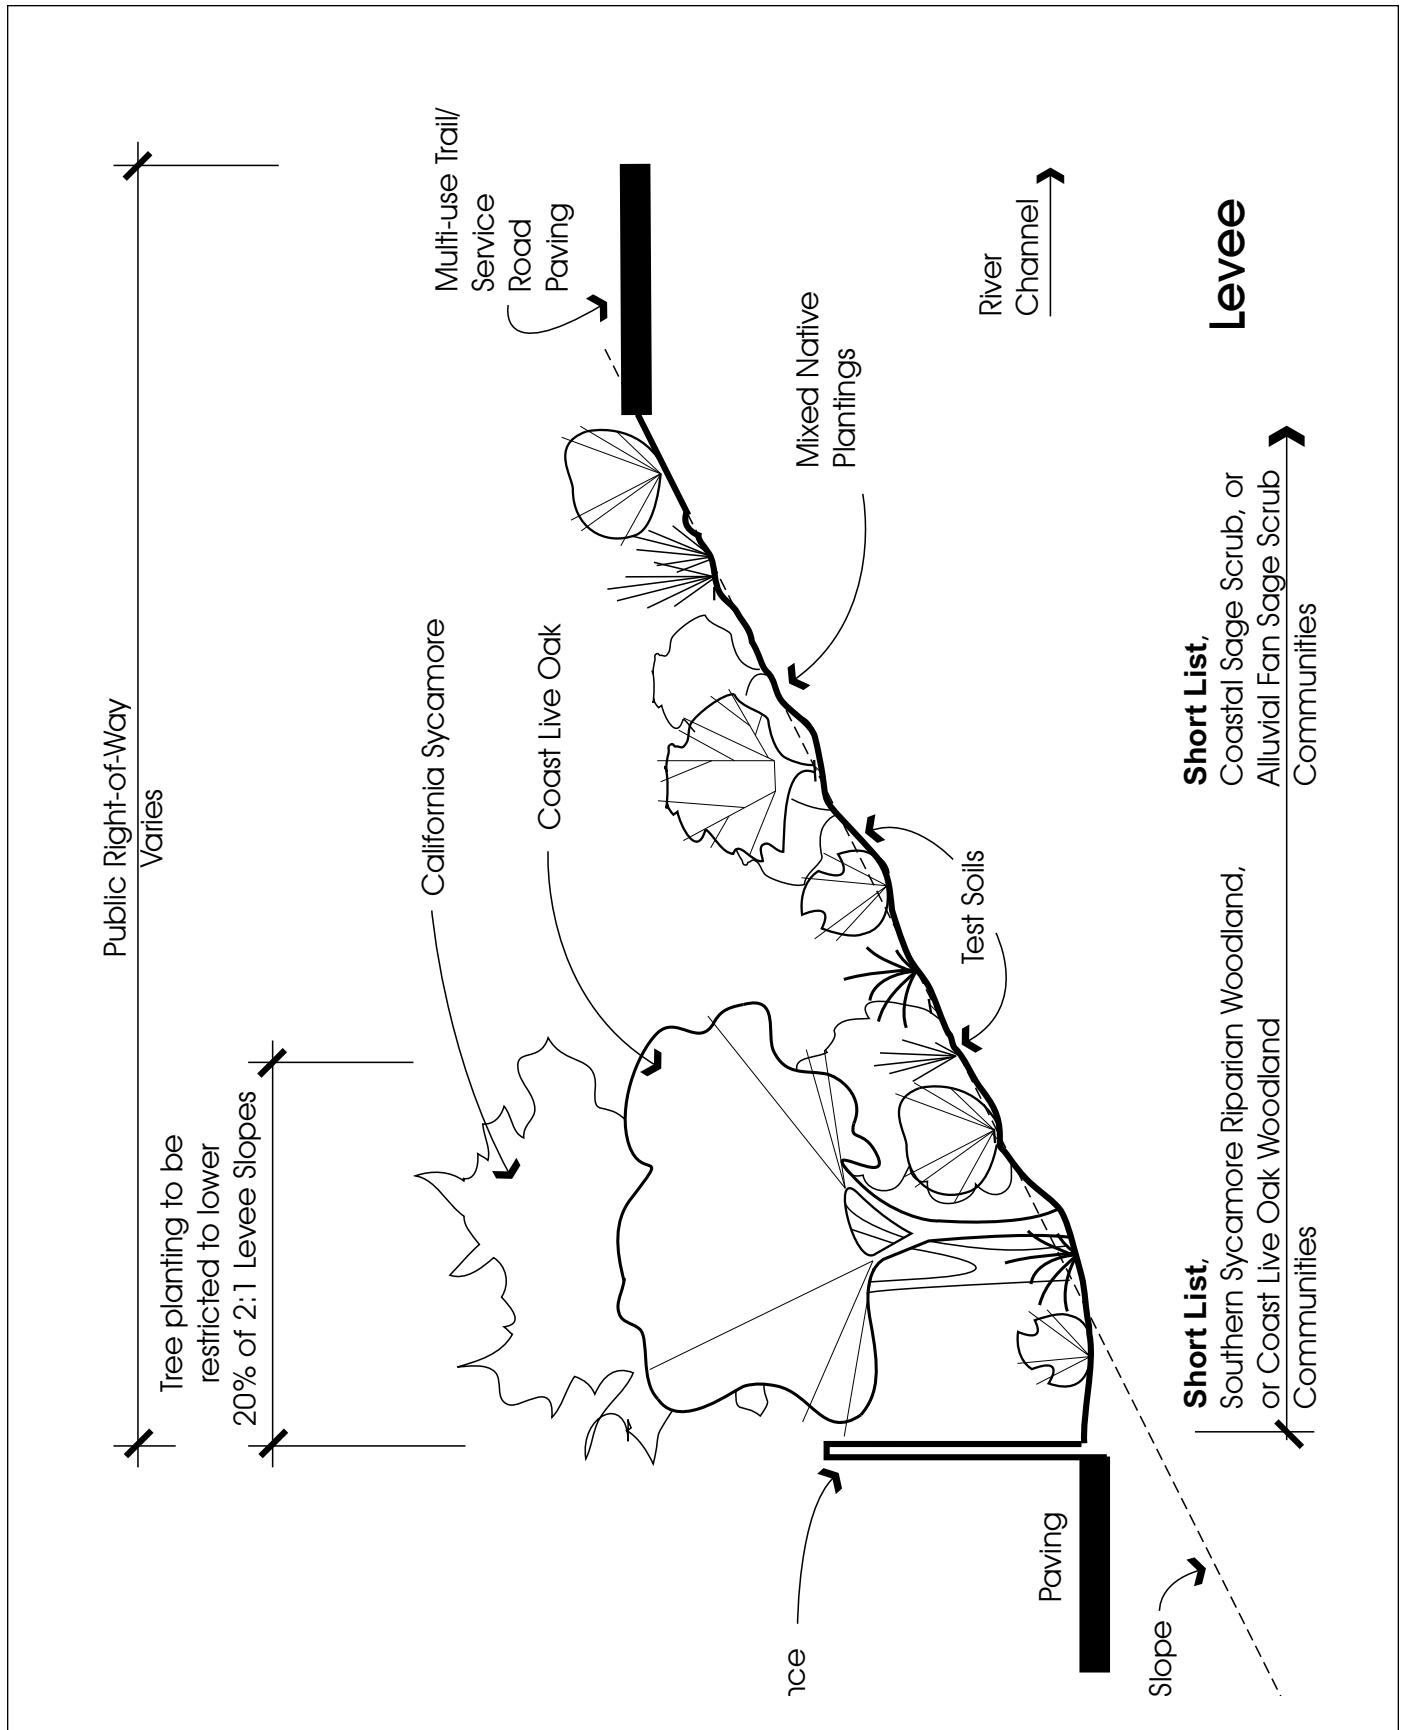 Public Right-of-Way
Varies
Tree planting to be
restricted to lower
20% of 2:1 Levee Slopes
California Sycamore
Coast Live Oak
Multi-use Trail/
Service
Road
Paving
Mixed Native
Plantings
Test Soils
River
Channel
Paving
Slope
Short List,
Southern Sycamore Riparian Woodland,
or Coast Live Oak Woodland
Communities
Short List,
Coastal Sage Scrub, or
Alluvial Fan Sage Scrub
Communities
Levee